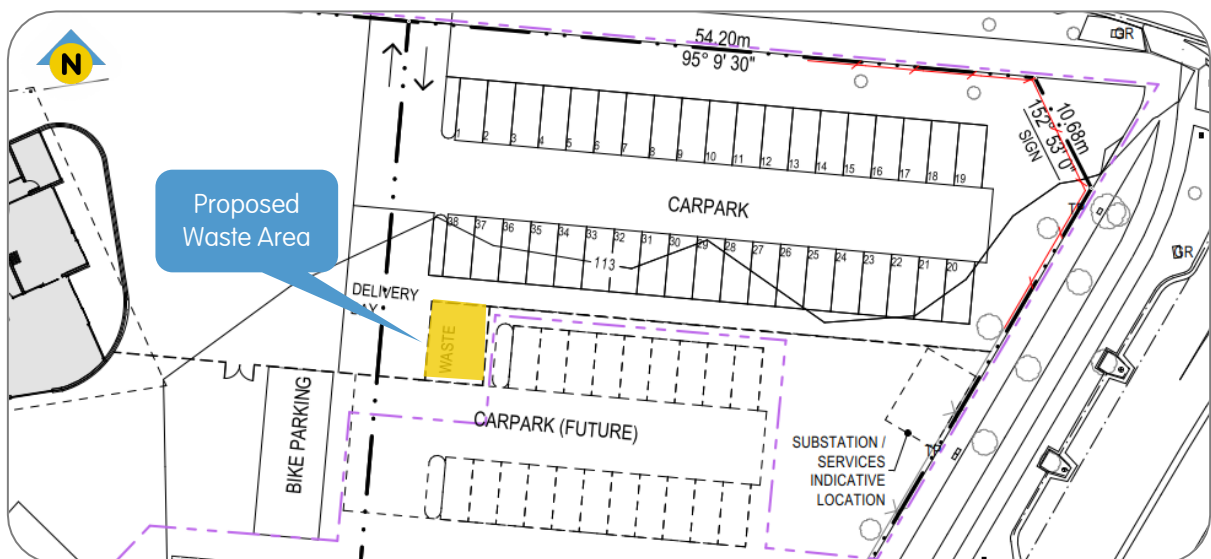 N
54.20m
95° 9' 30"
GR
10.68m
152° 53' 0"
SIGN
1 2 3 4 5 6 7 8 9 10 11 12 13 14 15 16 17 18 19
Proposed
Waste Area
CARPARK
38 37 36 35 34 33 32 31 30 29 28 27 26 25 24 23 22 21 20
113
GR
DELIVERY
BAY
WASTE
CARPARK (FUTURE)
BIKE PARKING
SUBSTATION /
SERVICES
INDICATIVE
LOCATION